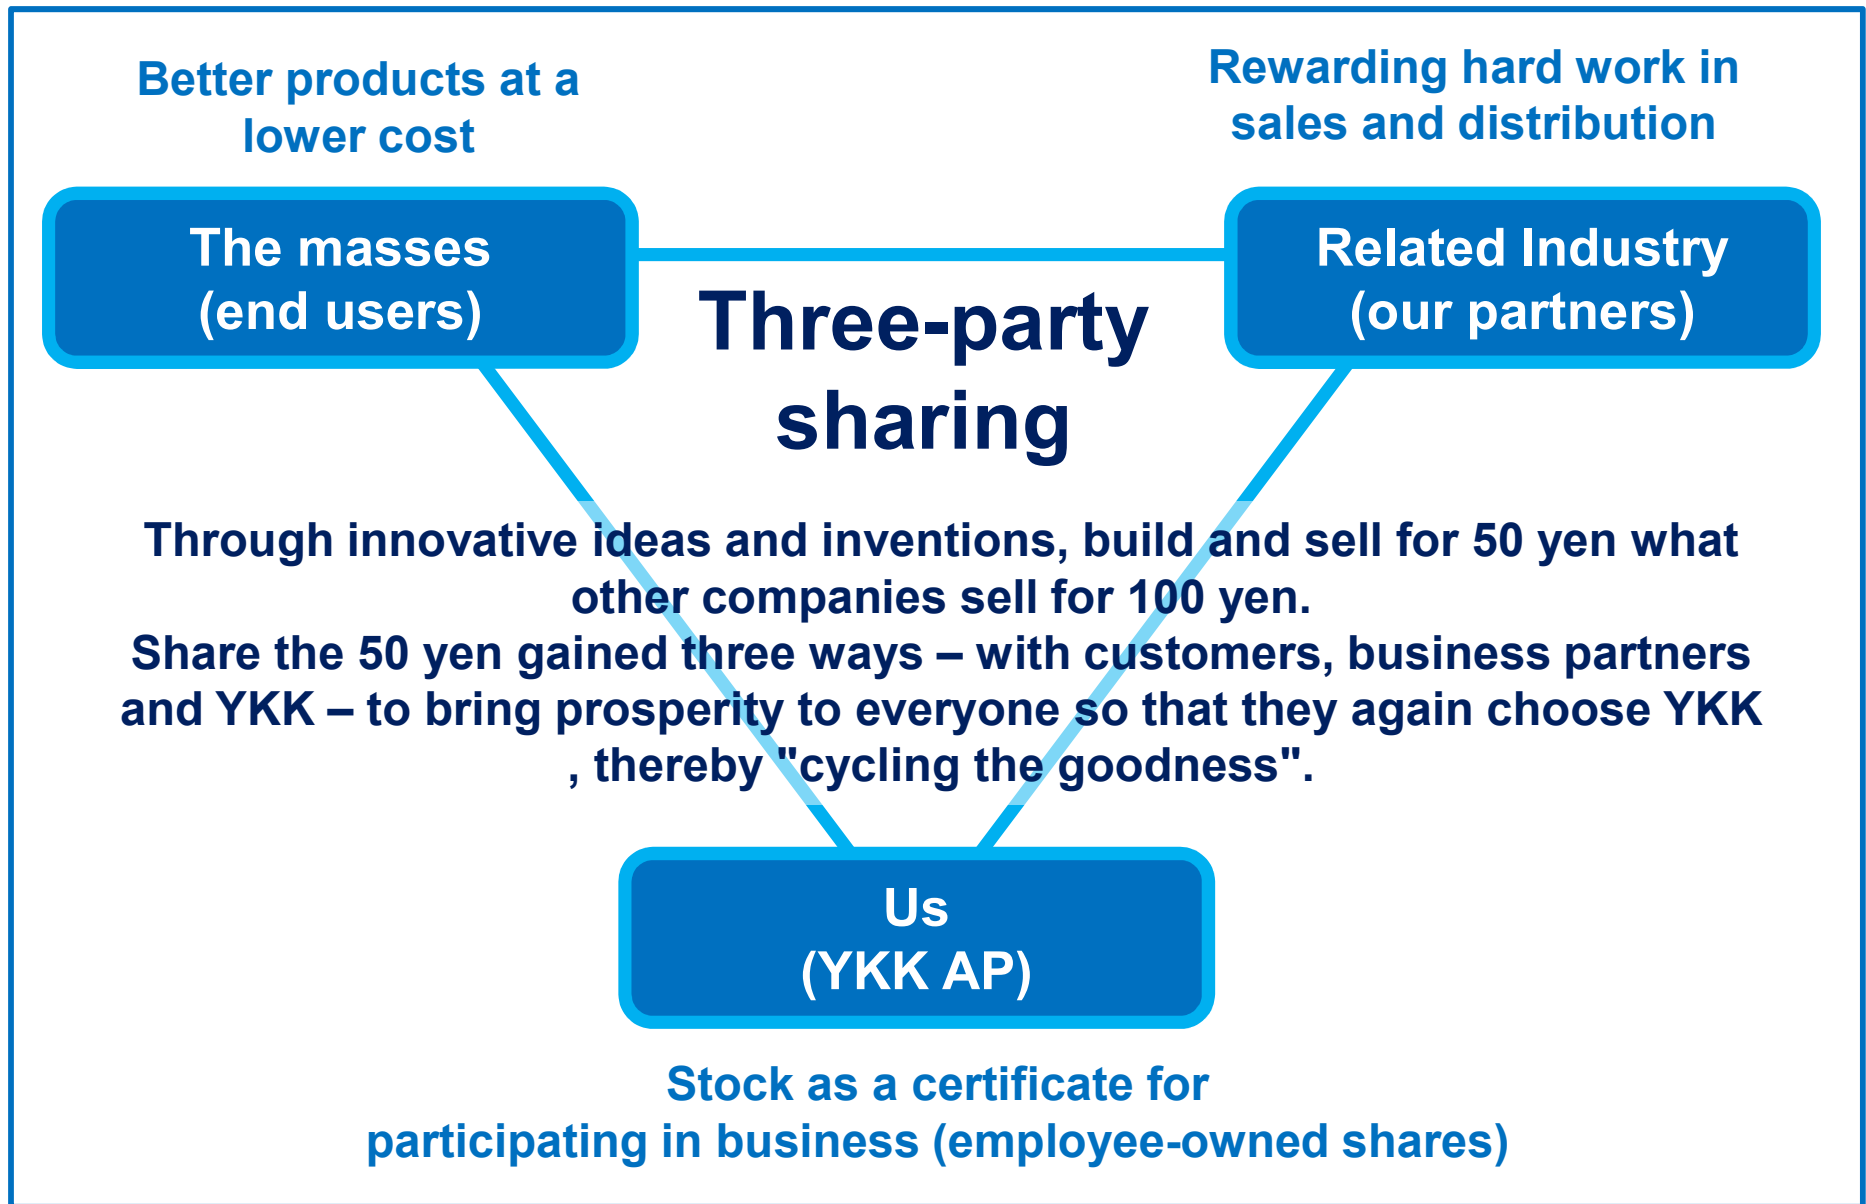 Better products at a
lower cost
Rewarding hard work in
sales and distribution
The masses
(end users)
Related Industry
(our partners)
Three-party
sharing
Through innovative ideas and inventions, build and sell for 50 yen what
other companies sell for 100 yen.
Share the 50 yen gained three ways – with customers, business partners
and YKK – to bring prosperity to everyone so that they again choose YKK
, thereby "cycling the goodness".
Us
(YKK AP)
Stock as a certificate for
participating in business (employee-owned shares)